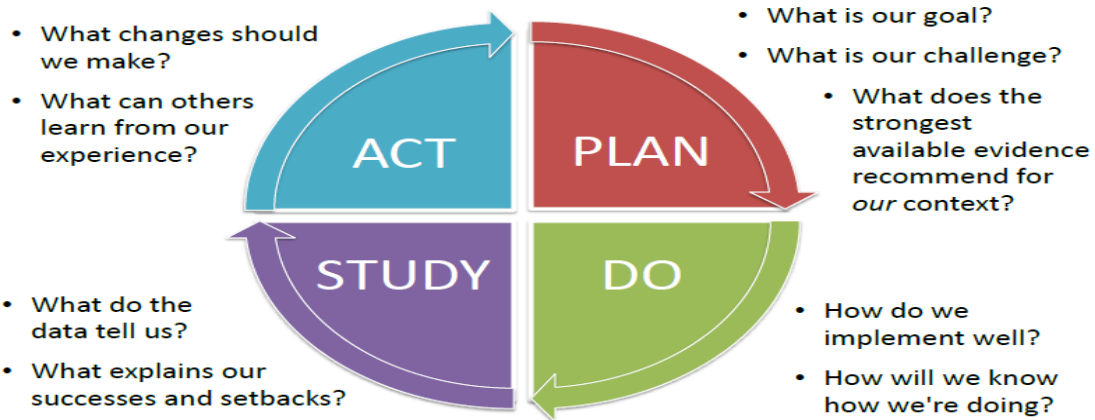 • What changes should
we make?
• What can others
learn from our
experience?
ACT
PLAN
• What is our goal?
• What is our challenge?
• What does the
strongest
available evidence
recommend for
our context?
STUDY
DO
• What do the
data tell us?
• What explains our
successes and setbacks?
• How do we
implement well?
• How will we know
how we're doing?